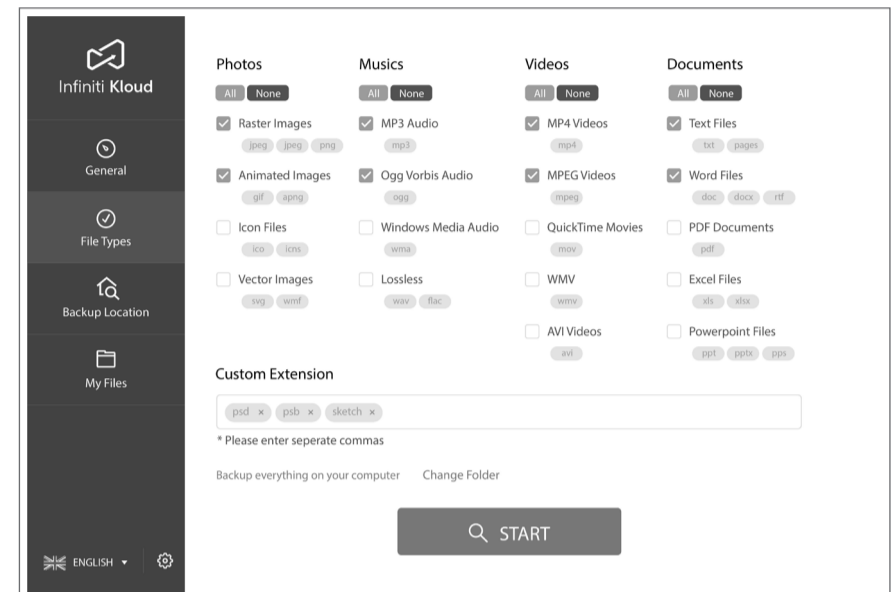 Infiniti Kloud
General
File Types
Backup Location
My Files
ENGLISH
Photos
All None
Raster Images
jpeg jpeg png
Animated Images
gif apng
Icon Files
ico icns
Vector Images
svg wmf
Musics
All None
MP3 Audio
mp3
Ogg Vorbis Audio
ogg
Windows Media Audio
wma
Lossless
wav flac
Videos
All None
MP4 Videos
mp4
MPEG Videos
mpeg
QuickTime Movies
mov
WMV
wmv
AVI Videos
avi
Documents
All None
Text Files
txt pages
Word Files
doc docx rtf
PDF Documents
pdf
Excel Files
xls xlsx
Powerpoint Files
ppt pptx pps
Custom Extension
psd × psb × sketch ×
* Please enter seperate commas
Backup everything on your computer Change Folder
START